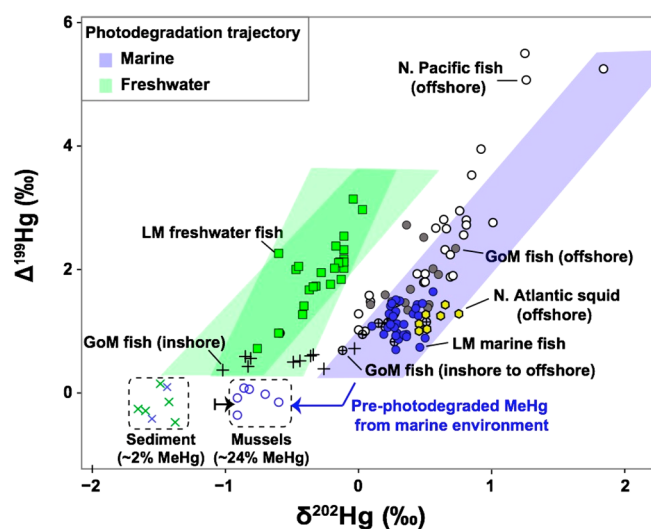 Photodegradation trajectory
Marine
Freshwater
N. Pacific fish
(offshore)
LM freshwater fish
GoM fish (offshore)
N. Atlantic squid
(offshore)
GoM fish (inshore)
LM marine fish
GoM fish (inshore to offshore)
Pre-photodegraded MeHg
from marine environment
Sediment
(~2% MeHg)
Mussels
(~24% MeHg)
6
4
2
0
Δ¹⁹⁹Hg (‰)
−2
−1
0
1
2
δ²⁰²Hg (‰)